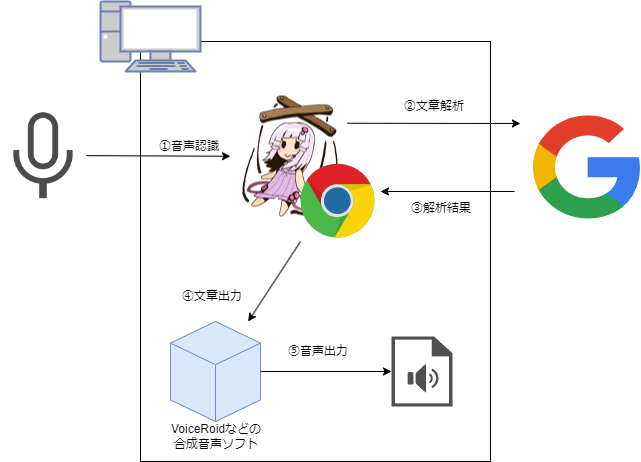 ①音声認識
②文章解析
③解析結果
④文章出力
⑤音声出力
VoiceRoidなどの
合成音声ソフト